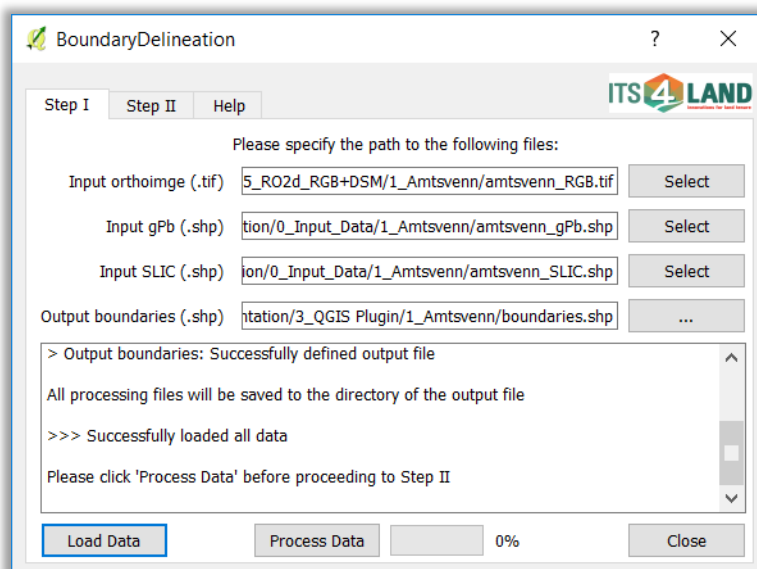 BoundaryDelineation
?
Step I Step II Help
ITS 4 LAND
Innovations for land tenure
Please specify the path to the following files:
Input orthoimge (.tif) 5_RO2d_RGB+DSM/1_Amtsvenn/amtsvenn_RGB.tif Select
Input gPb (.shp) tion/0_Input_Data/1_Amtsvenn/amtsvenn_gPb.shp Select
Input SLIC (.shp) ion/0_Input_Data/1_Amtsvenn/amtsvenn_SLIC.shp Select
Output boundaries (.shp) ntation/3_QGIS Plugin/1_Amtsvenn/boundaries.shp ...
> Output boundaries: Successfully defined output file
All processing files will be saved to the directory of the output file
>>> Successfully loaded all data
Please click 'Process Data' before proceeding to Step II
Load Data Process Data 0% Close